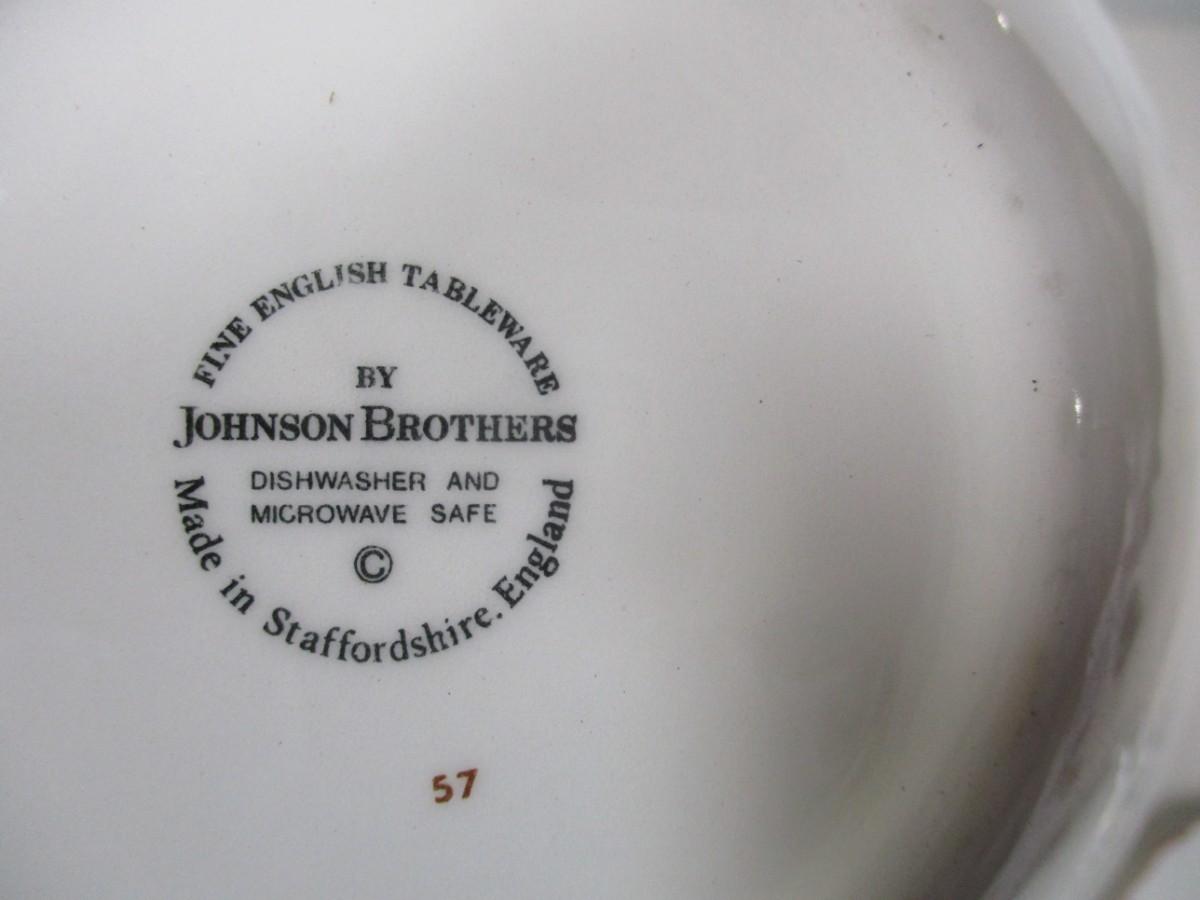 FINE ENGLISH TABLEWARE
BY
JOHNSON BROTHERS
DISHWASHER AND
MICROWAVE SAFE
©
Made in Staffordshire. England
57